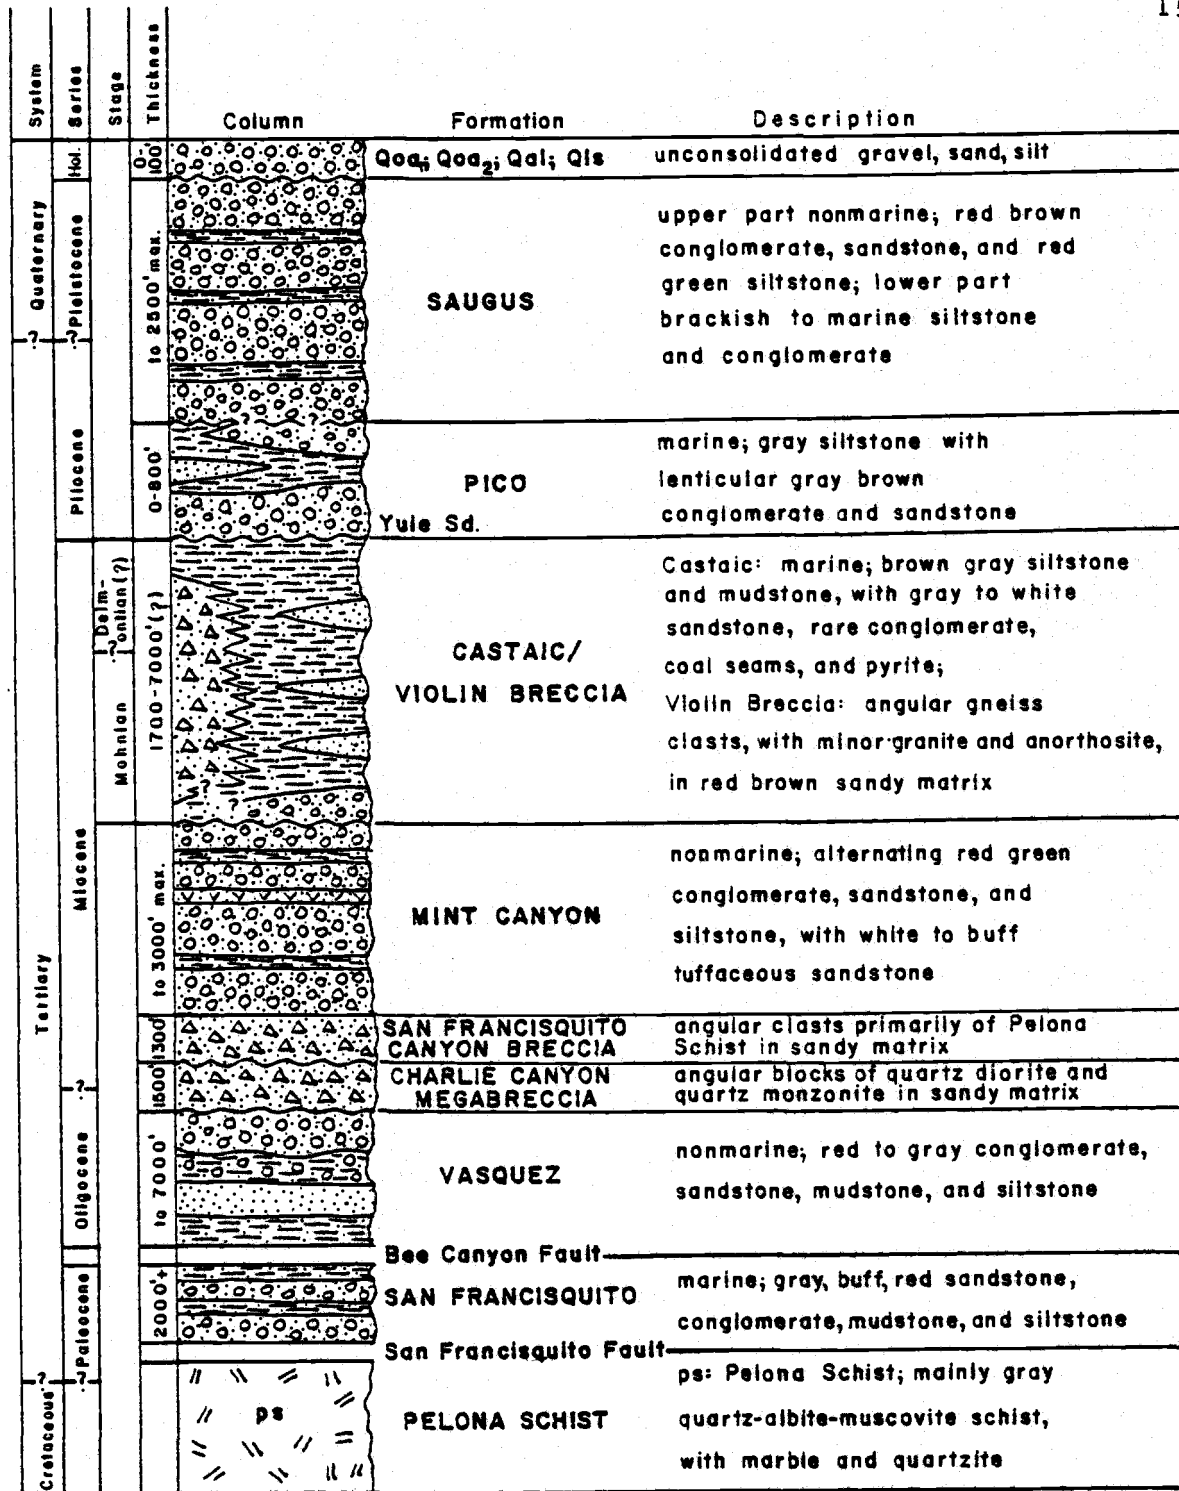 15
System
Series
Stage
Thickness
Column Formation Description
Hol.
0-100'
Qoa₁; Qoa₂; Qal; Qls unconsolidated gravel, sand, silt
Quaternary
Pleistocene
to 2500' max.
SAUGUS
upper part nonmarine; red brown
conglomerate, sandstone, and red
green siltstone; lower part
brackish to marine siltstone
and conglomerate
-?-
-?-
?
?
Pliocene
0-800'
PICO
Yule Sd.
marine; gray siltstone with
lenticular gray brown
conglomerate and sandstone
Tertiary
Miocene
Delm-
ontian(?)
-?-
Mohnian
1700-7000'(?)
?
?
CASTAIC/
VIOLIN BRECCIA
Castaic: marine; brown gray siltstone
and mudstone, with gray to white
sandstone, rare conglomerate,
coal seams, and pyrite;
Violin Breccia: angular gneiss
clasts, with minor granite and anorthosite,
in red brown sandy matrix
to 3000' max.
MINT CANYON
nonmarine; alternating red green
conglomerate, sandstone, and
siltstone, with white to buff
tuffaceous sandstone
1300'
SAN FRANCISQUITO
CANYON BRECCIA
angular clasts primarily of Pelona
Schist in sandy matrix
-?-
1500'
CHARLIE CANYON
MEGABRECCIA
angular blocks of quartz diorite and
quartz monzonite in sandy matrix
Oligocene
to 7000'
VASQUEZ
nonmarine; red to gray conglomerate,
sandstone, mudstone, and siltstone
Bee Canyon Fault
Paleocene
2000'+
SAN FRANCISQUITO
marine; gray, buff, red sandstone,
conglomerate, mudstone, and siltstone
San Francisquito Fault
-?-
-?-
Cretaceous
ps
PELONA SCHIST
ps: Pelona Schist; mainly gray
quartz-albite-muscovite schist,
with marble and quartzite